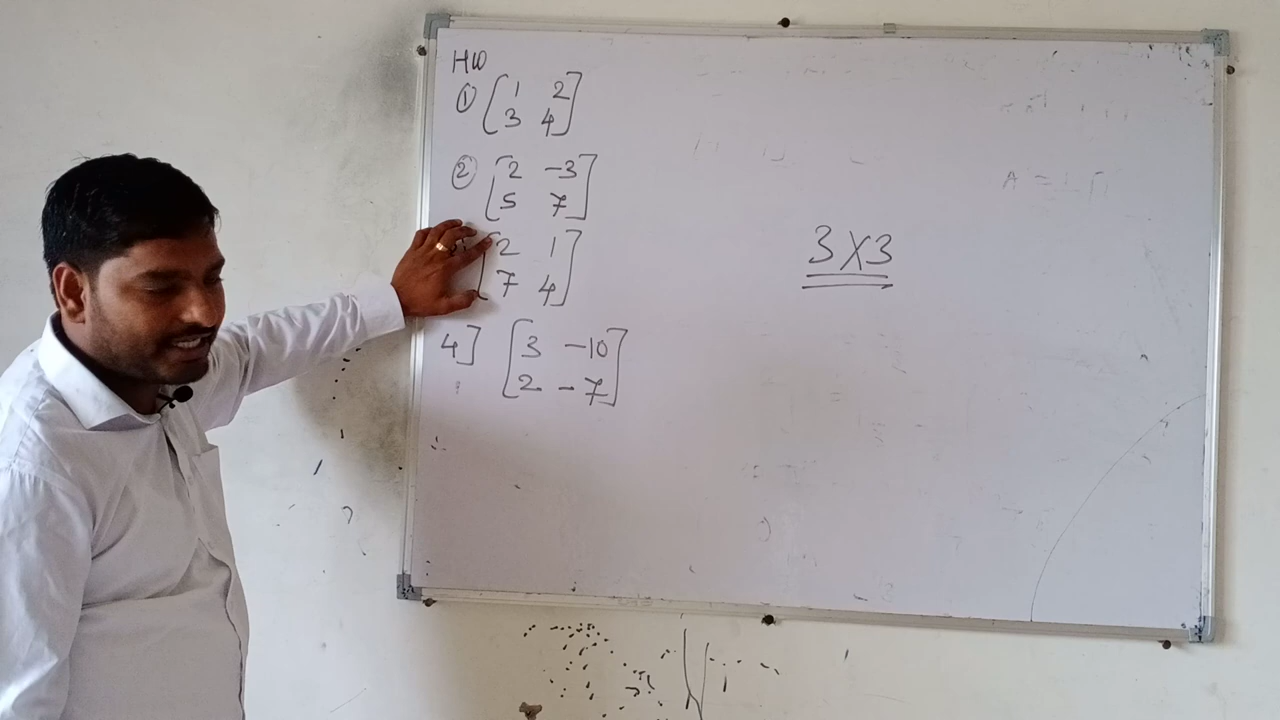 HW
① [1 2
3 4]
② [2 -3
5 7]
[2 1
7 4]
4] [3 -10
2 -7]
3×3
A =